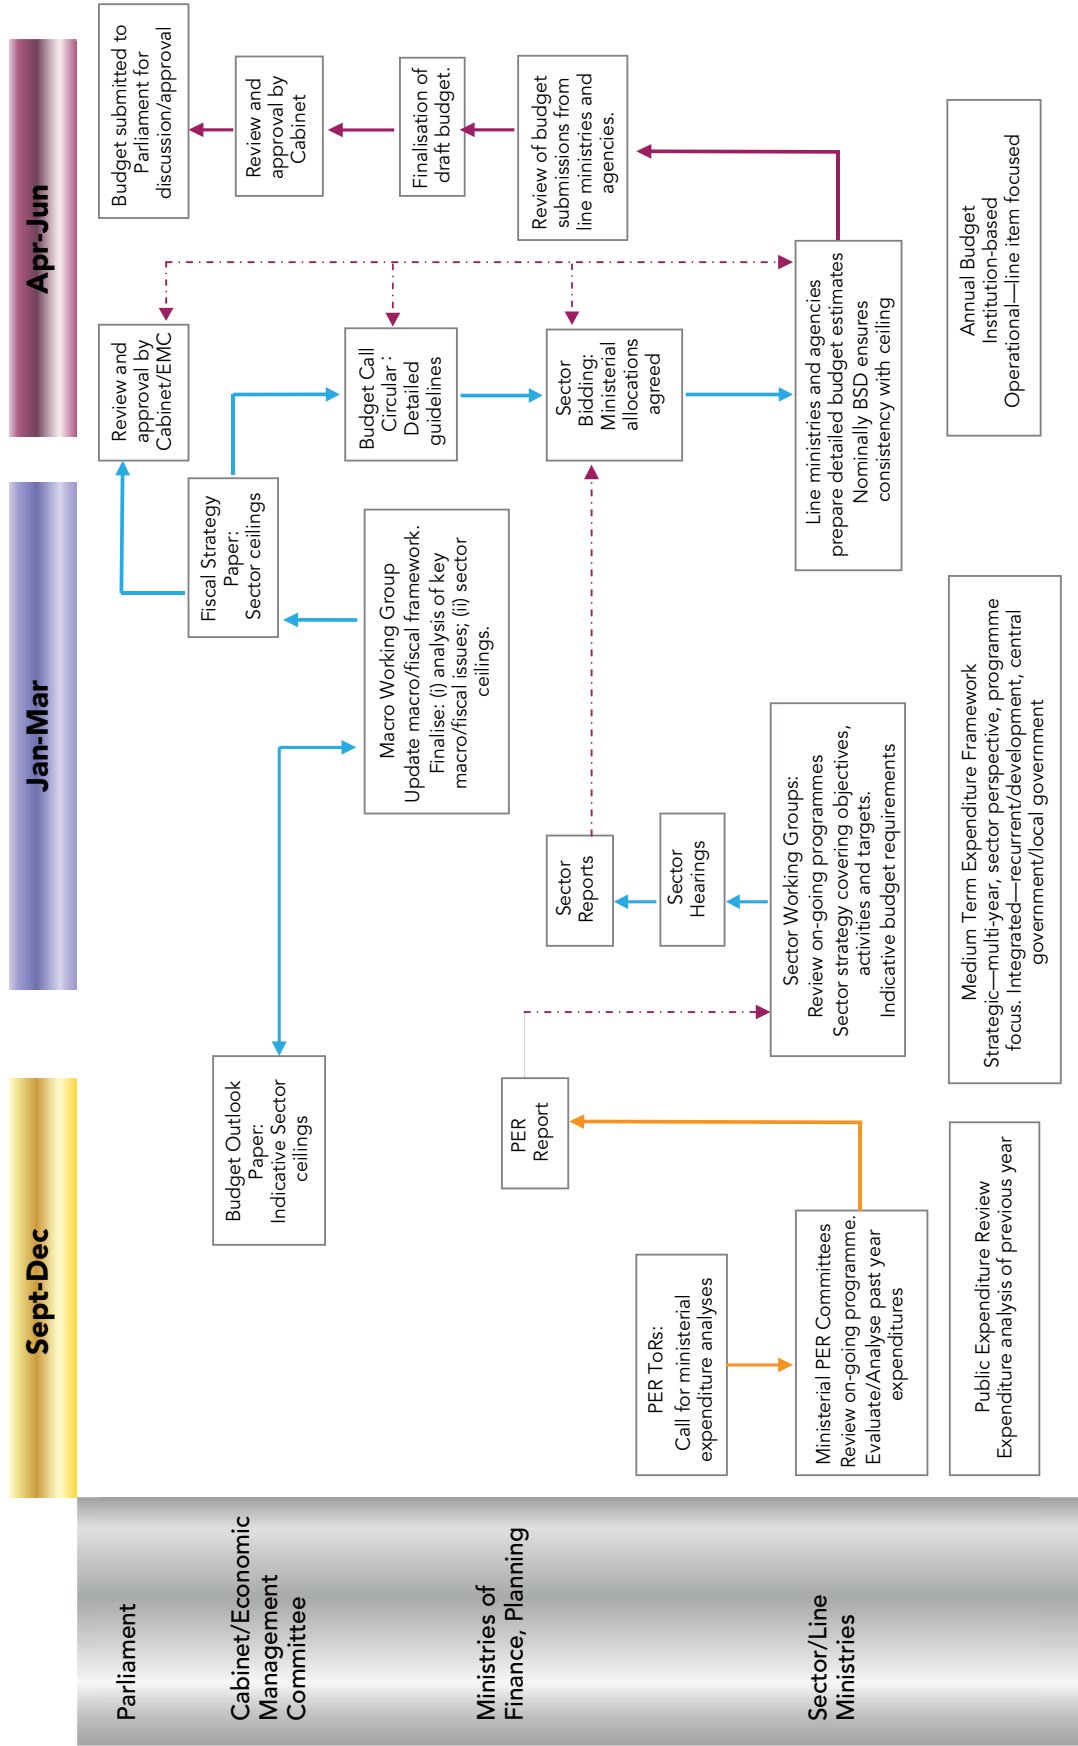 Sept-Dec
Jan-Mar
Apr-Jun
Parliament
Cabinet/Economic
Management
Committee
Ministries of
Finance, Planning
Sector/Line
Ministries
Budget Outlook
Paper:
Indicative Sector
ceilings
PER ToRs:
Call for ministerial
expenditure analyses
Ministerial PER Committees
Review on-going programme.
Evaluate/Analyse past year
expenditures
PER
Report
Public Expenditure Review
Expenditure analysis of previous year
Fiscal Strategy
Paper:
Sector ceilings
Macro Working Group
Update macro/fiscal framework.
Finalise: (i) analysis of key
macro/fiscal issues; (ii) sector
ceilings.
Sector
Reports
Sector
Hearings
Sector Working Groups:
Review on-going programmes
Sector strategy covering objectives,
activities and targets.
Indicative budget requirements
Medium Term Expenditure Framework
Strategic—multi-year, sector perspective, programme
focus. Integrated—recurrent/development, central
government/local government
Review and
approval by
Cabinet/EMC
Budget Call
Circular :
Detailed
guidelines
Sector
Bidding:
Ministerial
allocations
agreed
Line ministries and agencies
prepare detailed budget estimates
Nominally BSD ensures
consistency with ceiling
Budget submitted to
Parliament for
discussion/approval
Review and
approval by
Cabinet
Finalisation of
draft budget.
Review of budget
submissions from
line ministries and
agencies.
Annual Budget
Institution-based
Operational—line item focused